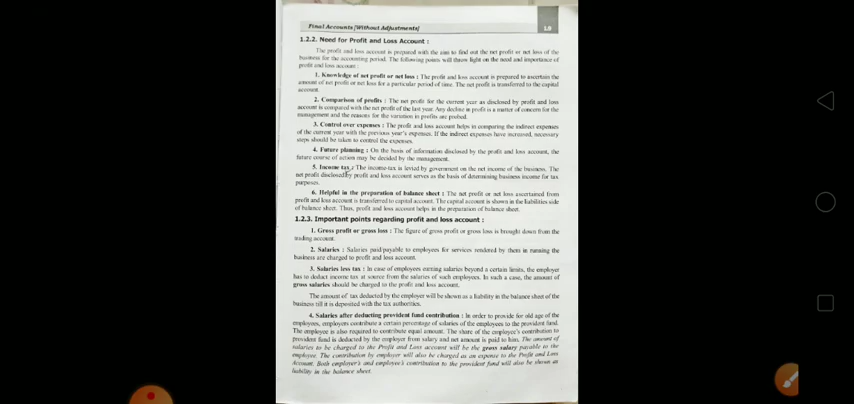 Final Accounts [Without Adjustments]
1.9
1.2.2. Need for Profit and Loss Account :
The profit and loss account is prepared with the aim to find out the net profit or net loss of the
business for the accounting period. The following points will throw light on the need and importance of
profit and loss account :
1. Knowledge of net profit or net loss : The profit and loss account is prepared to ascertain the
amount of net profit or net loss for a particular period of time. The net profit is transferred to the capital
account.
2. Comparison of profits : The net profit for the current year as disclosed by profit and loss
account is compared with the net profit of the last year. Any decline in profit is a matter of concern for the
management and the reasons for the variation in profits are probed.
3. Control over expenses : The profit and loss account helps in comparing the indirect expenses
of the current year with the previous year's expenses. If the indirect expenses have increased, necessary
steps should be taken to control the expenses.
4. Future planning : On the basis of information disclosed by the profit and loss account, the
future course of action may be decided by the management.
5. Income tax : The income-tax is levied by government on the net income of the business. The
net profit disclosed by profit and loss account serves as the basis of determining business income for tax
purposes.
6. Helpful in the preparation of balance sheet : The net profit or net loss ascertained from
profit and loss account is transferred to capital account. The capital account is shown in the liabilities side
of balance sheet. Thus, profit and loss account helps in the preparation of balance sheet.
1.2.3. Important points regarding profit and loss account :
1. Gross profit or gross loss : The figure of gross profit or gross loss is brought down from the
trading account.
2. Salaries : Salaries paid/payable to employees for services rendered by them in running the
business are charged to profit and loss account.
3. Salaries less tax : In case of employees earning salaries beyond a certain limits, the employer
has to deduct income tax at source from the salaries of such employees. In such a case, the amount of
gross salaries should be charged to the profit and loss account.
The amount of tax deducted by the employer will be shown as a liability in the balance sheet of the
business till it is deposited with the tax authorities.
4. Salaries after deducting provident fund contribution : In order to provide for old age of the
employees, employers contribute a certain percentage of salaries of the employees to the provident fund.
The employee is also required to contribute equal amount. The share of the employee's contribution to
provident fund is deducted by the employer from salary and net amount is paid to him. The amount of
salaries to be charged to the Profit and Loss account will be the gross salary payable to the
employee. The contribution by employer will also be charged as an expense to the Profit and Loss
Account. Both employer's and employee's contribution to the provident fund will also be shown as
liability in the balance sheet.